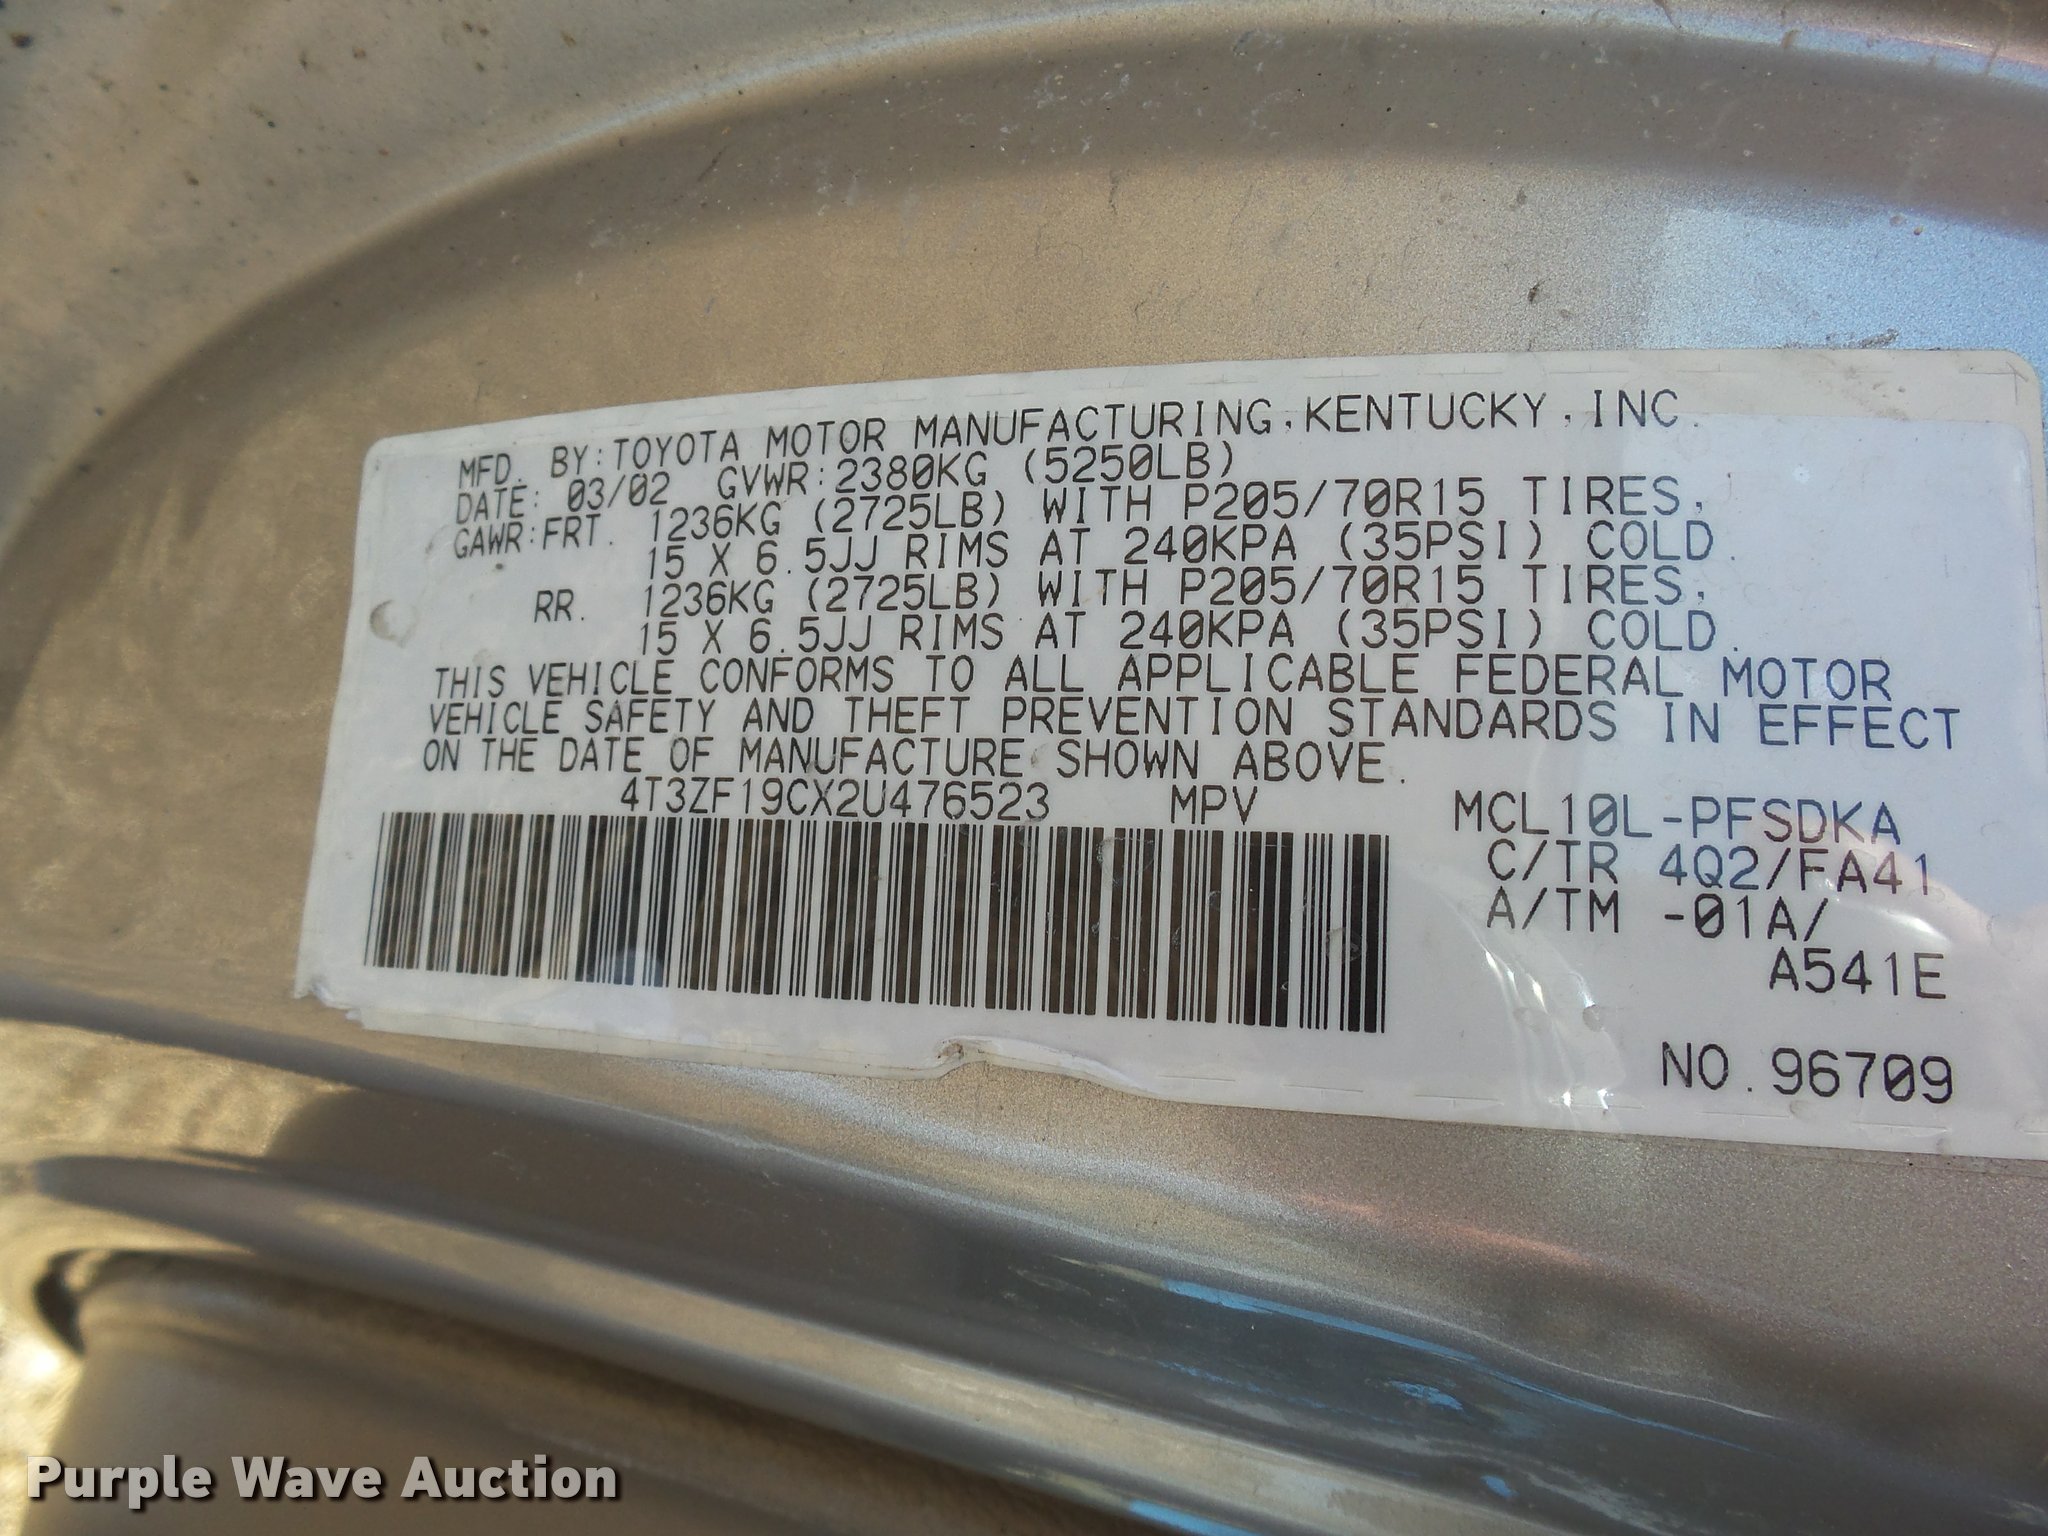 MFD. BY:TOYOTA MOTOR MANUFACTURING,KENTUCKY,INC.
DATE: 03/02 GVWR:2380KG (5250LB)
GAWR:FRT. 1236KG (2725LB) WITH P205/70R15 TIRES,
15 X 6.5JJ RIMS AT 240KPA (35PSI) COLD.
RR. 1236KG (2725LB) WITH P205/70R15 TIRES,
15 X 6.5JJ RIMS AT 240KPA (35PSI) COLD.
THIS VEHICLE CONFORMS TO ALL APPLICABLE FEDERAL MOTOR
VEHICLE SAFETY AND THEFT PREVENTION STANDARDS IN EFFECT
ON THE DATE OF MANUFACTURE SHOWN ABOVE.
4T3ZF19CX2U476523 MPV MCL10L-PFSDKA
C/TR 4Q2/FA41
A/TM -01A/
A541E
NO.96709
Purple Wave Auction